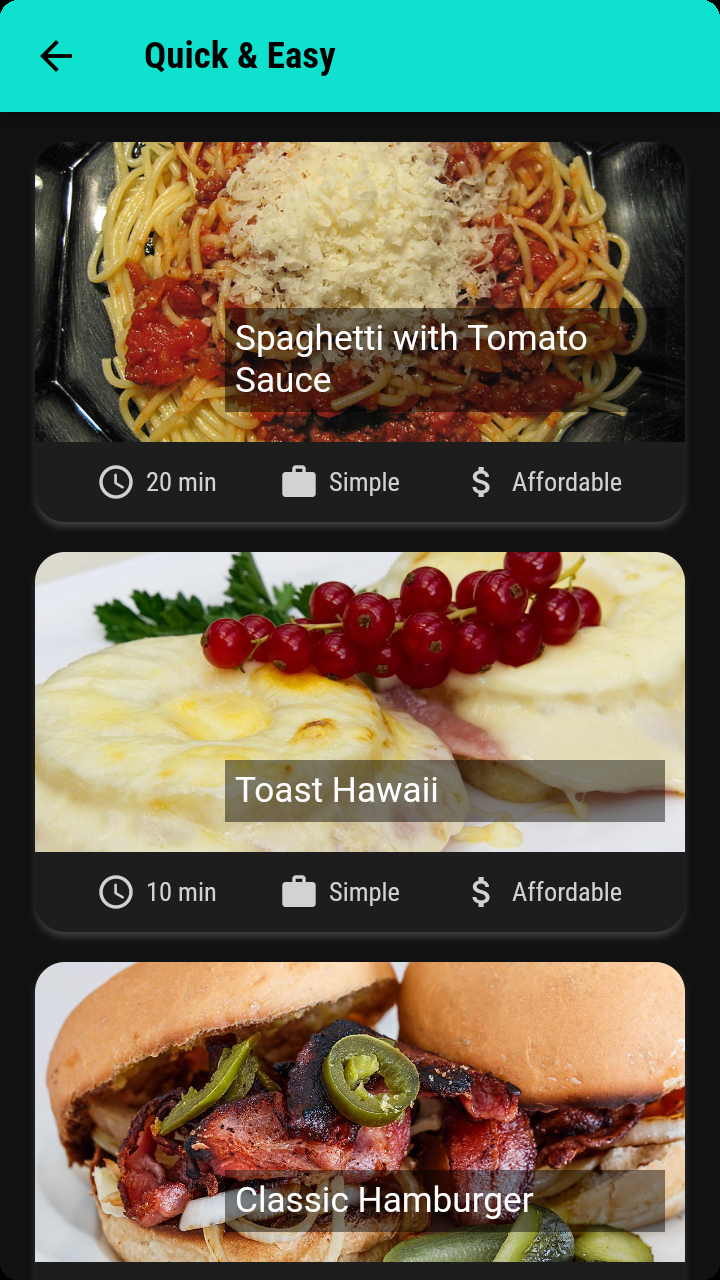 Quick & Easy
Spaghetti with Tomato
Sauce
20 min Simple $ Affordable
Toast Hawaii
10 min Simple $ Affordable
Classic Hamburger